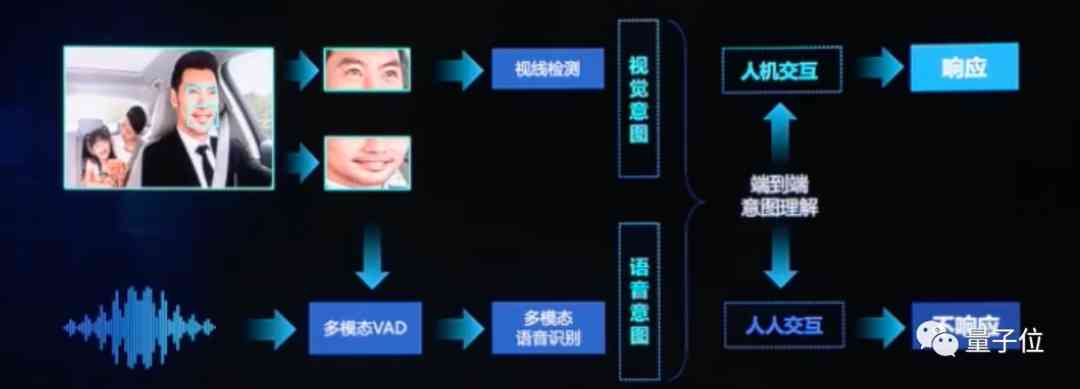 视线检测
视觉意图
人机交互
响应
端到端
意图理解
多模态VAD
多模态
语音识别
语音意图
人人交互
不响应
量子位